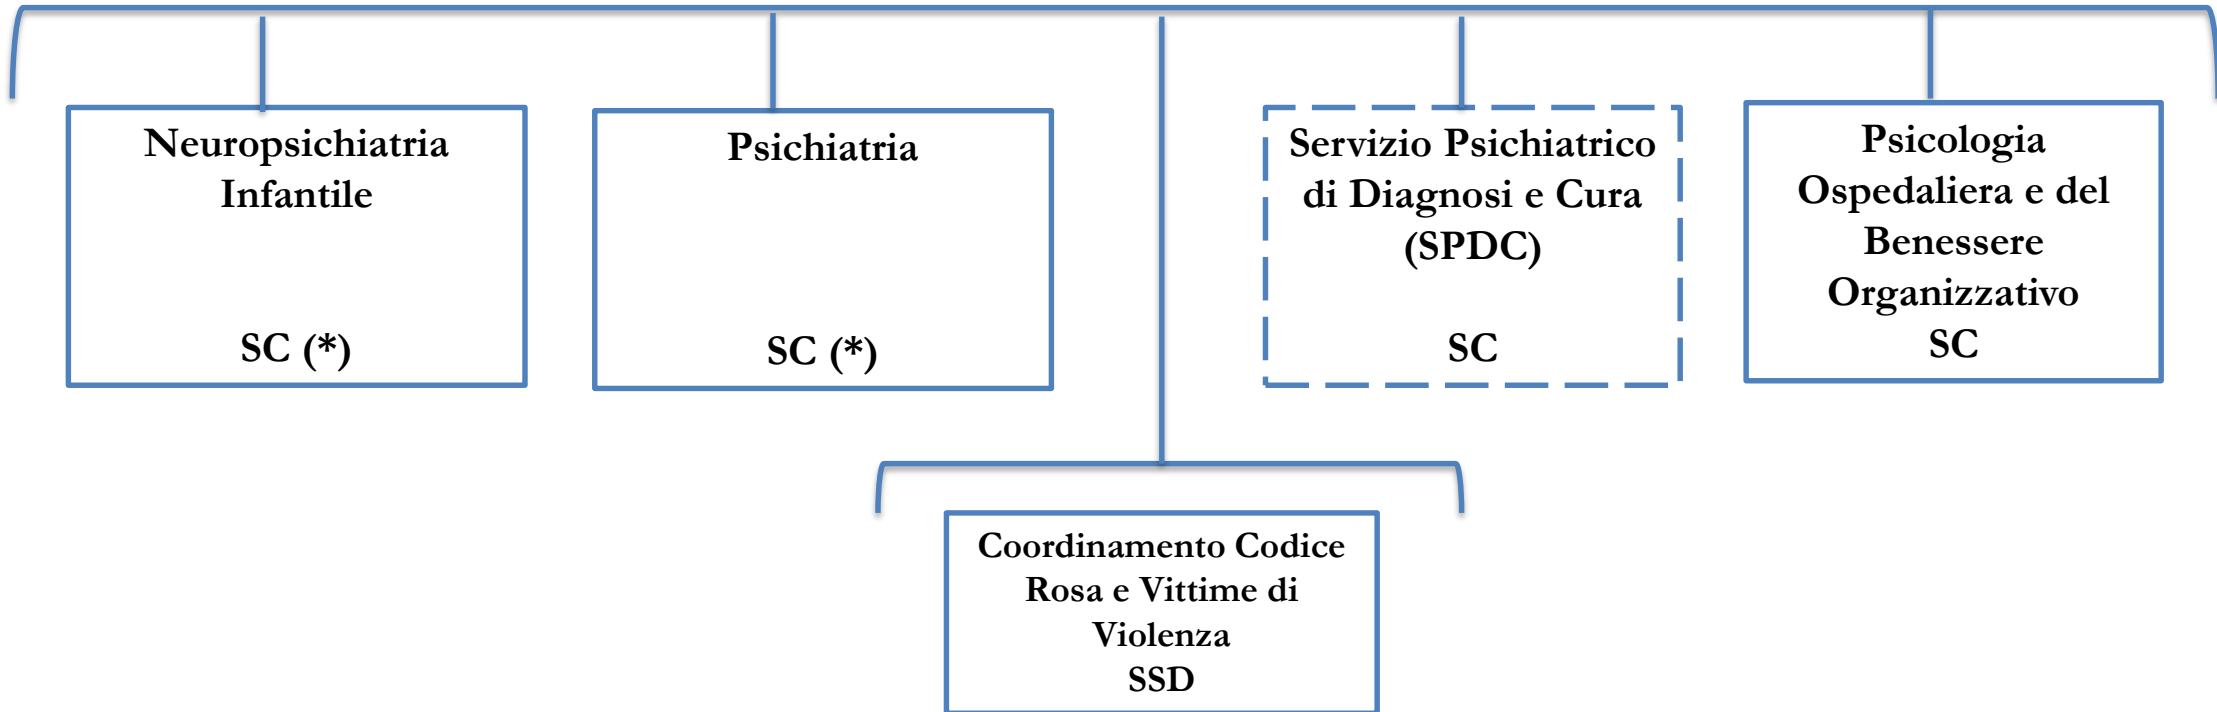 Neuropsichiatria
Infantile
SC (*)
Psichiatria
SC (*)
Servizio Psichiatrico
di Diagnosi e Cura
(SPDC)
SC
Psicologia
Ospedaliera e del
Benessere
Organizzativo
SC
Coordinamento Codice
Rosa e Vittime di
Violenza
SSD